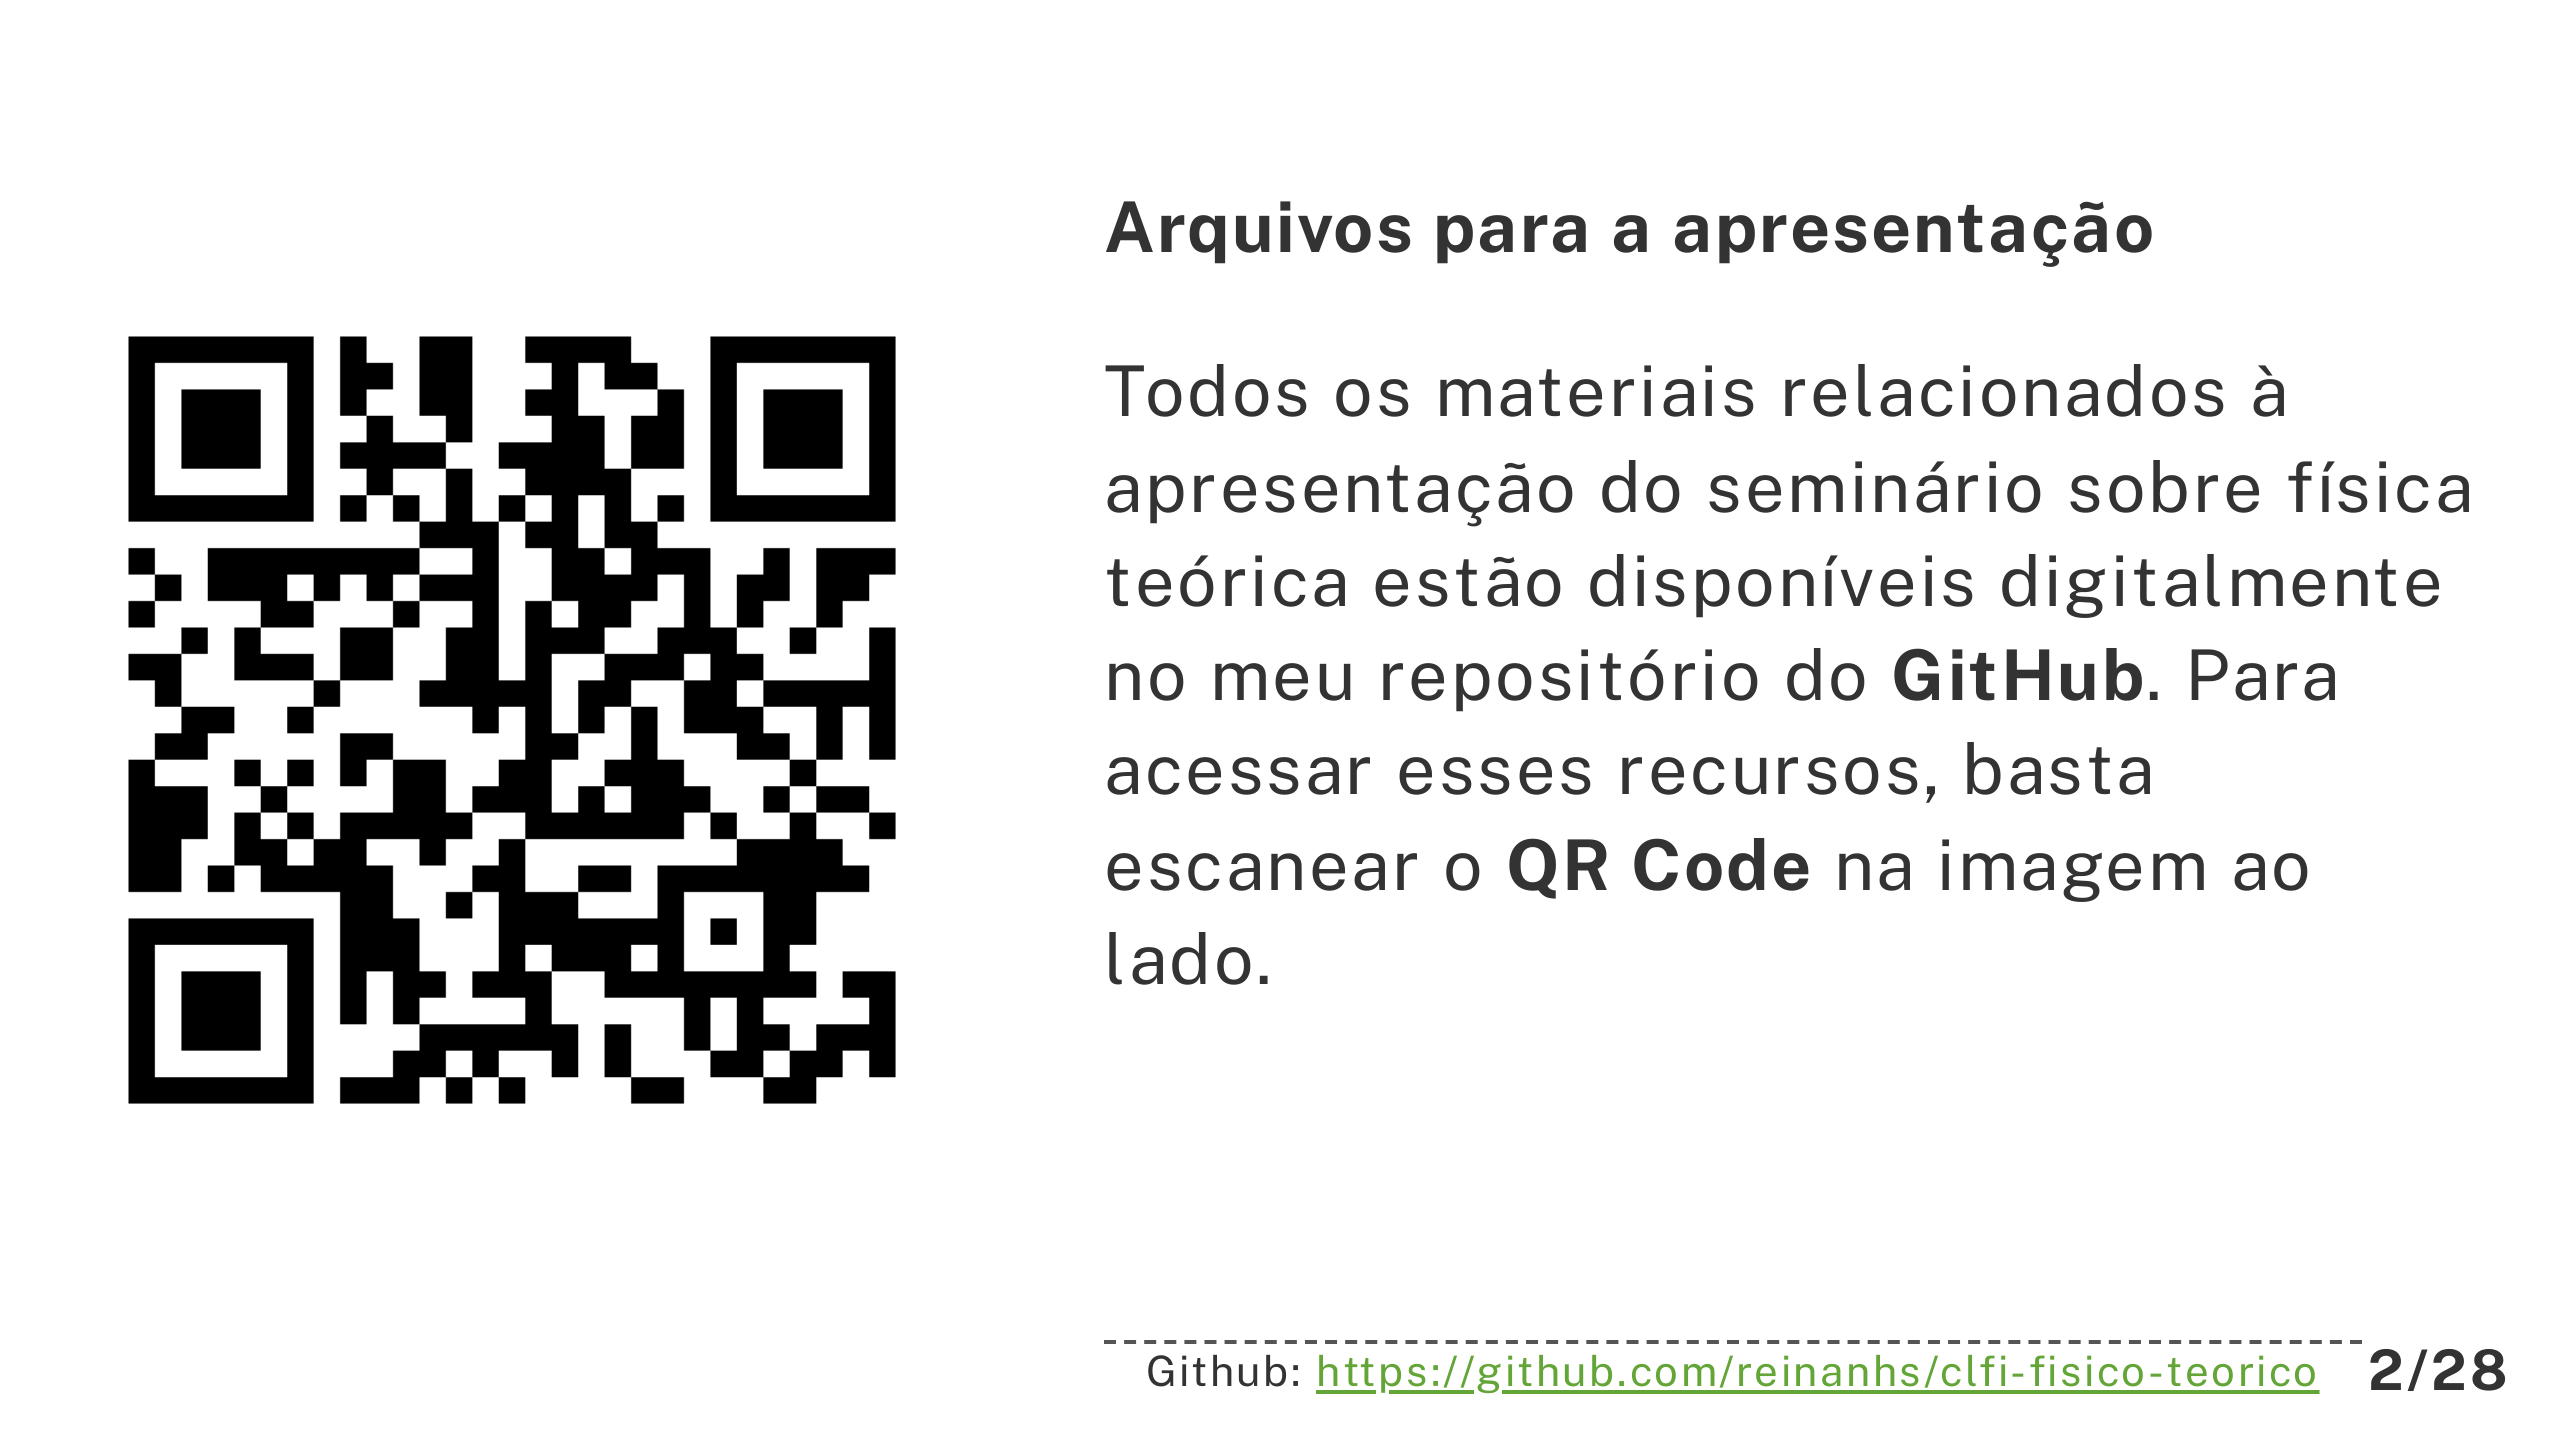 Arquivos para a apresentação
Todos os materiais relacionados à
apresentação do seminário sobre física
teórica estão disponíveis digitalmente
no meu repositório do GitHub. Para
acessar esses recursos, basta
escanear o QR Code na imagem ao
lado.
Github: https://github.com/reinanhs/clfi-fisico-teorico
2/28